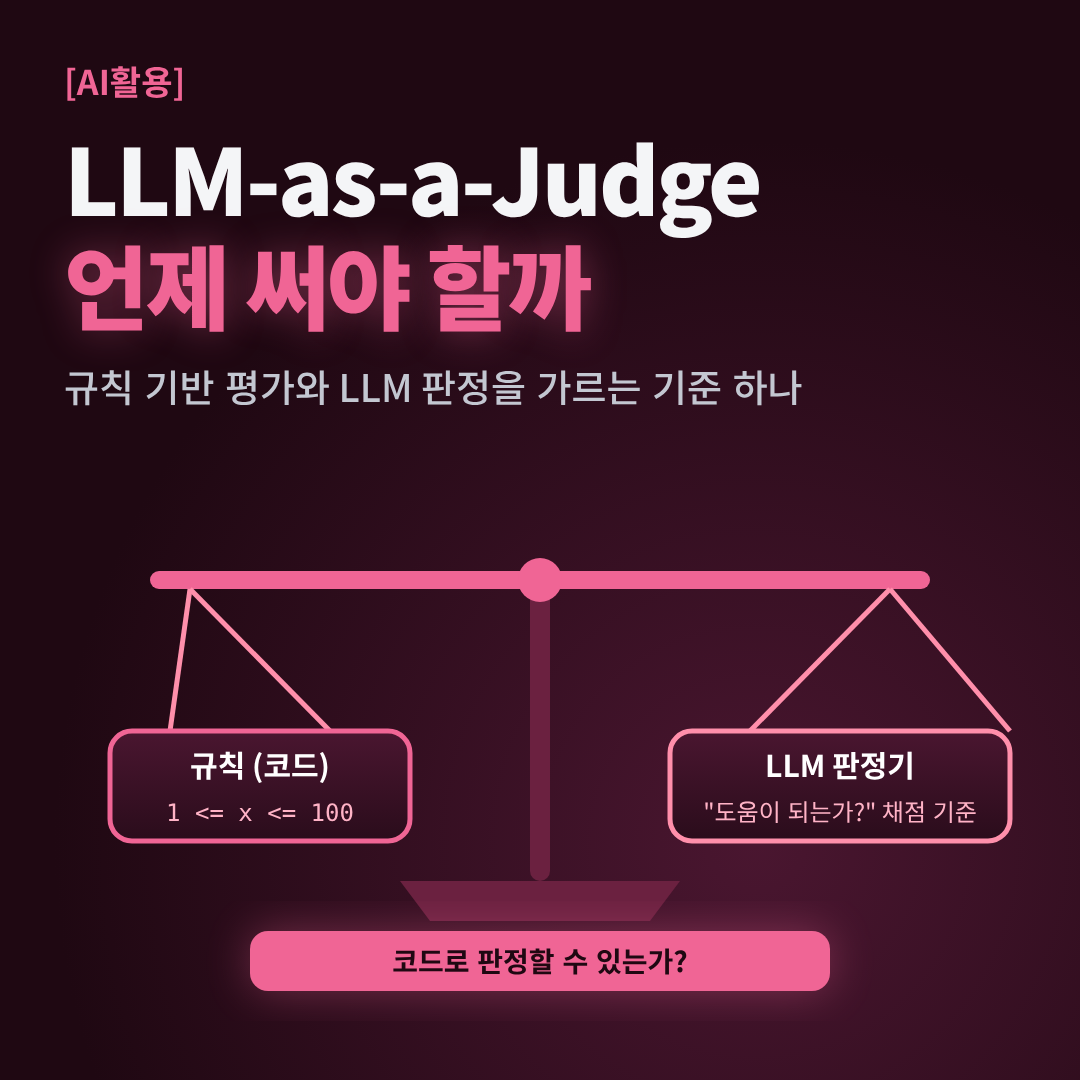 [AI활용]
LLM-as-a-Judge
언제 써야 할까
규칙 기반 평가와 LLM 판정을 가르는 기준 하나
규칙 (코드)
1 <= x <= 100
LLM 판정기
"도움이 되는가?" 채점 기준
코드로 판정할 수 있는가?